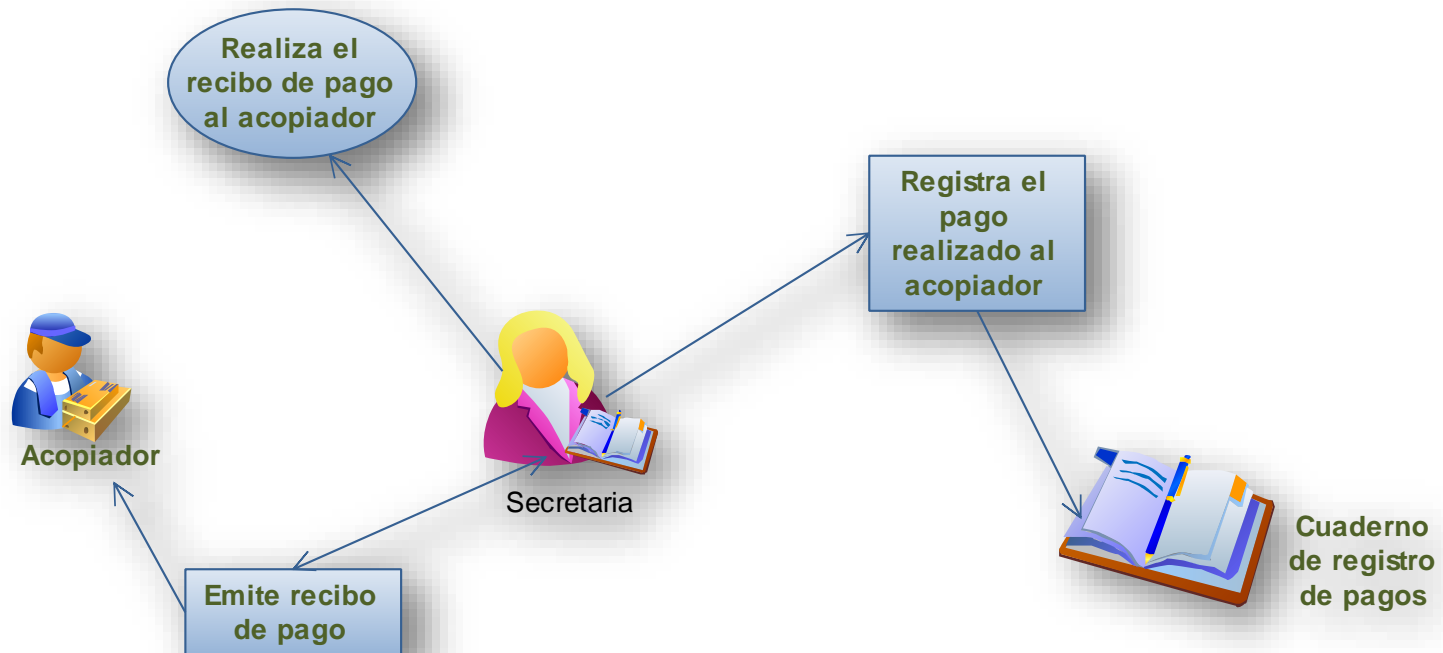 Realiza el
recibo de pago
al acopiador
Registra el
pago
realizado al
acopiador
Acopiador
Secretaria
Cuaderno
de registro
de pagos
Emite recibo
de pago